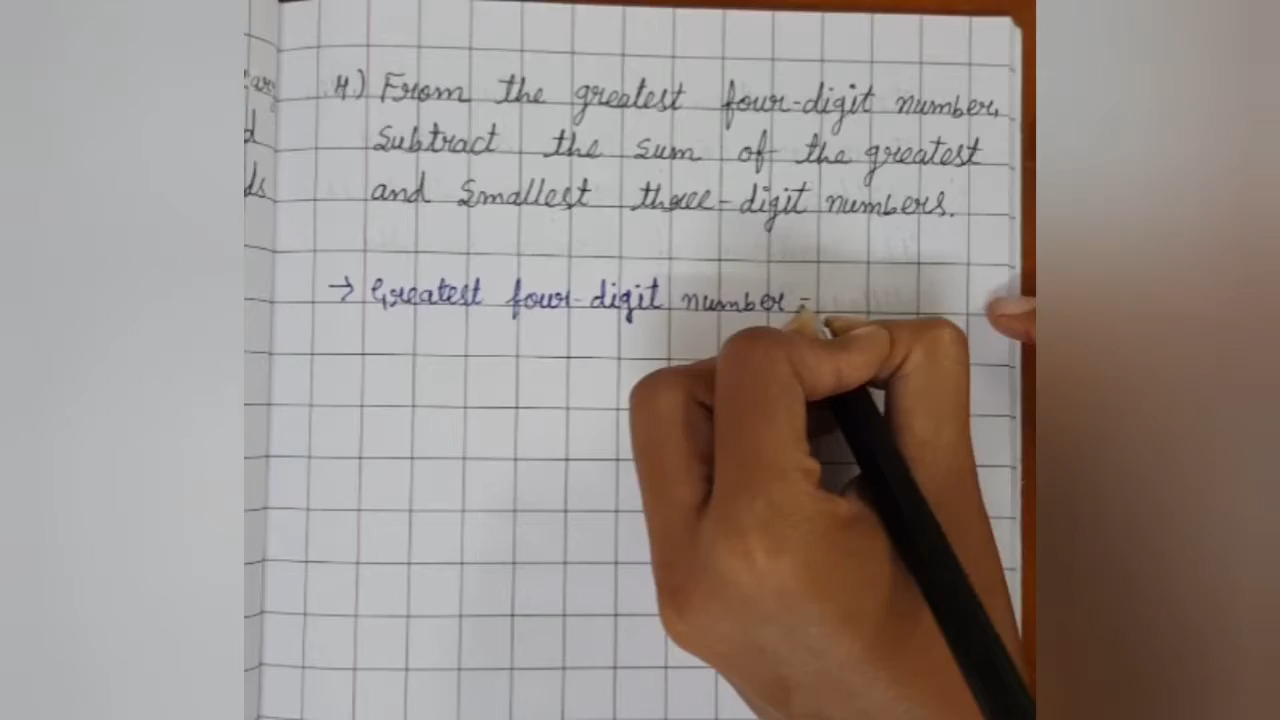 4.) From the greatest four-digit number,
subtract the sum of the greatest
and smallest three-digit numbers.
→ Greatest four-digit number =
d
ds